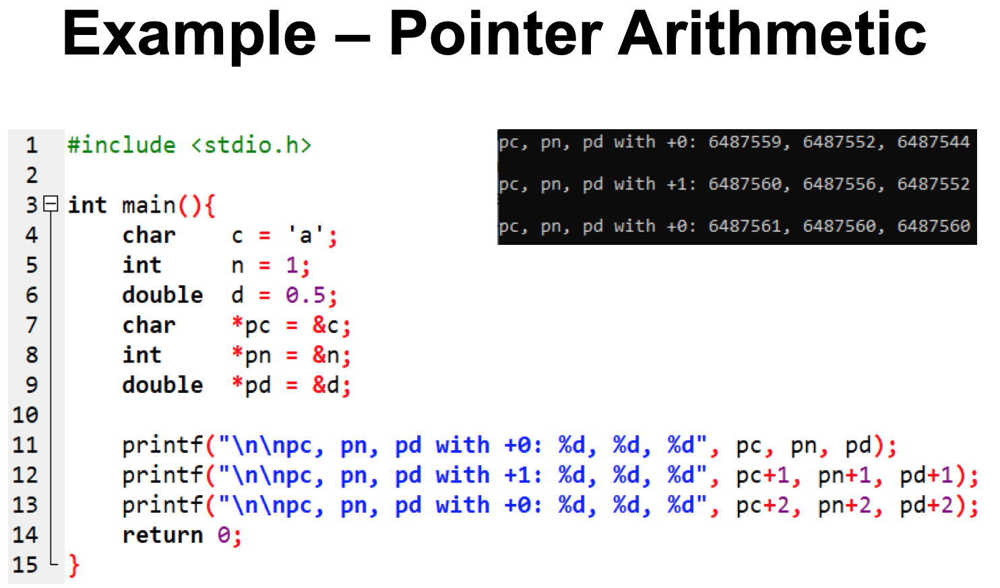 Example – Pointer Arithmetic
1 #include <stdio.h>
2
3 int main(){
4 char c = 'a';
5 int n = 1;
6 double d = 0.5;
7 char *pc = &c;
8 int *pn = &n;
9 double *pd = &d;
10
11 printf("\n\npc, pn, pd with +0: %d, %d, %d", pc, pn, pd);
12 printf("\n\npc, pn, pd with +1: %d, %d, %d", pc+1, pn+1, pd+1);
13 printf("\n\npc, pn, pd with +0: %d, %d, %d", pc+2, pn+2, pd+2);
14 return 0;
15 }
pc, pn, pd with +0: 6487559, 6487552, 6487544
pc, pn, pd with +1: 6487560, 6487556, 6487552
pc, pn, pd with +0: 6487561, 6487560, 6487560